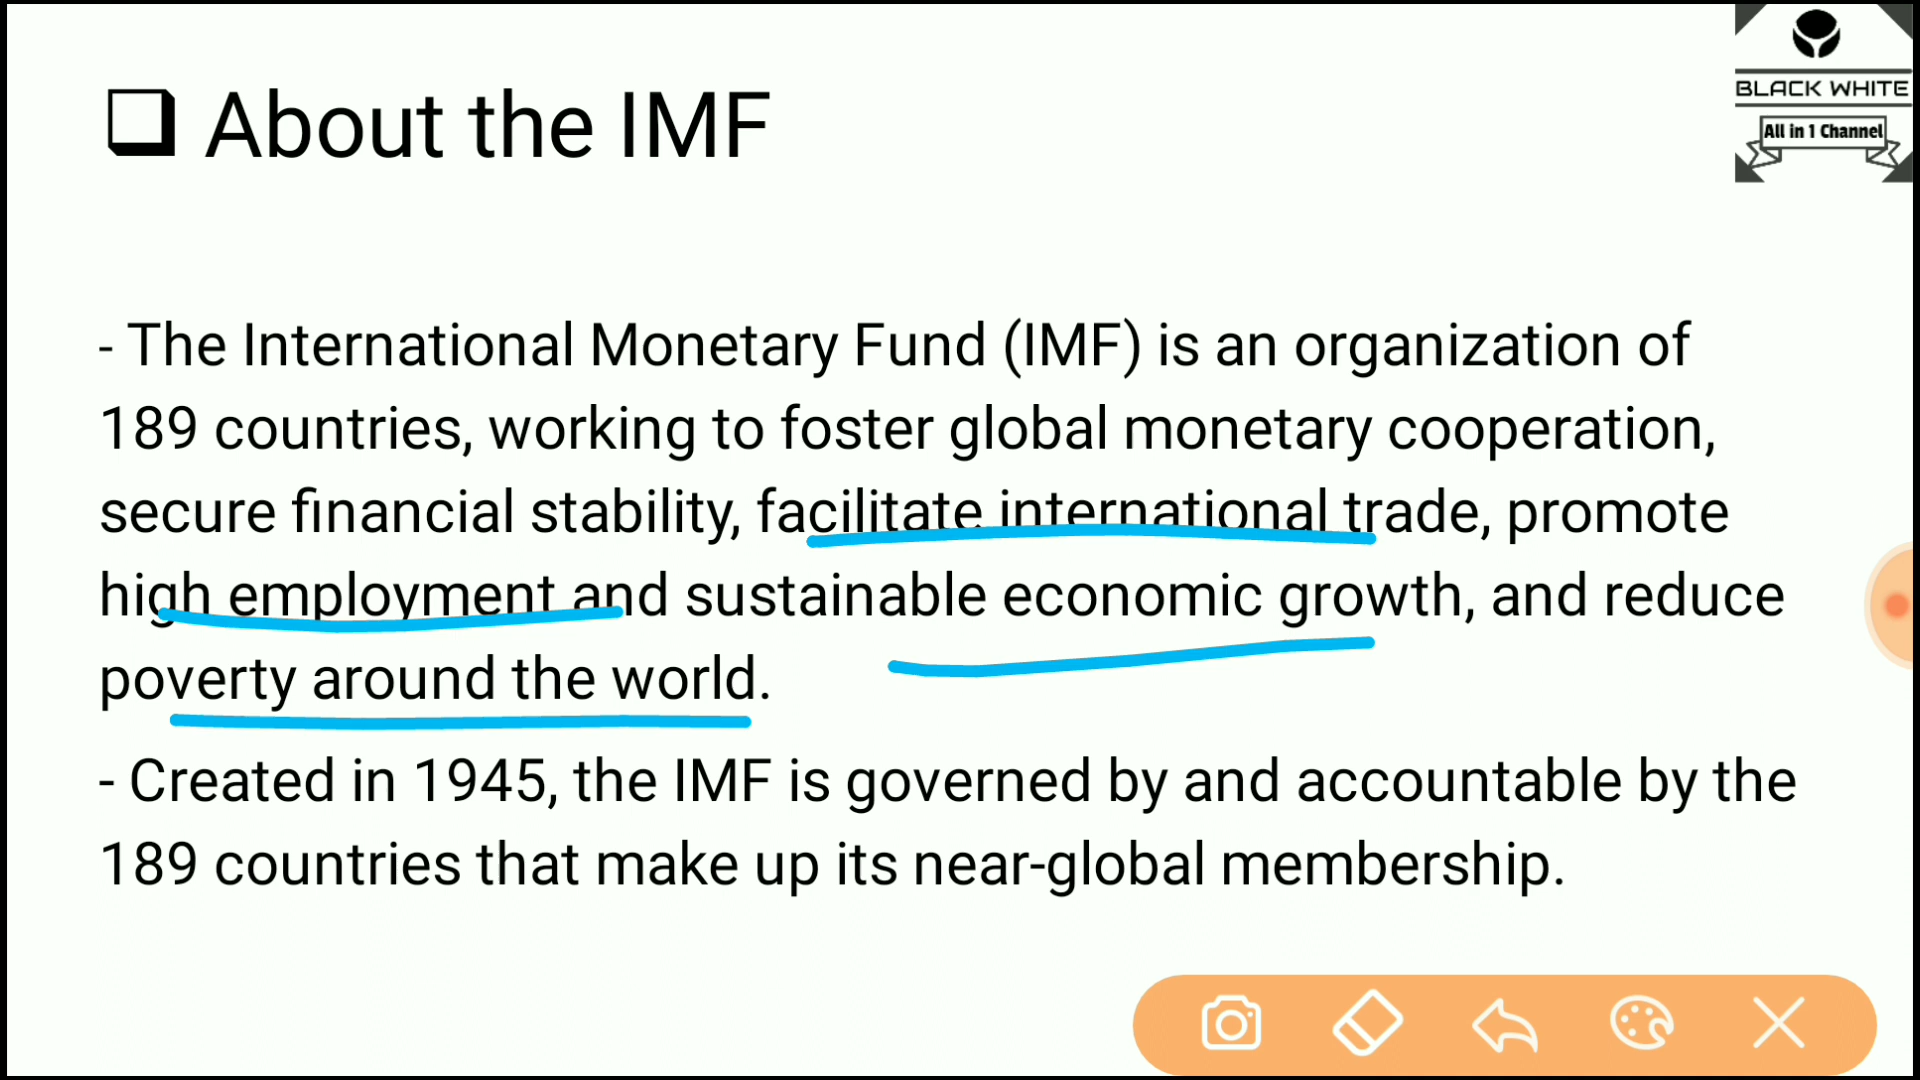 BLACK WHITE
All in 1 Channel
About the IMF
- The International Monetary Fund (IMF) is an organization of
189 countries, working to foster global monetary cooperation,
secure financial stability, facilitate international trade, promote
high employment and sustainable economic growth, and reduce
poverty around the world.
- Created in 1945, the IMF is governed by and accountable by the
189 countries that make up its near-global membership.